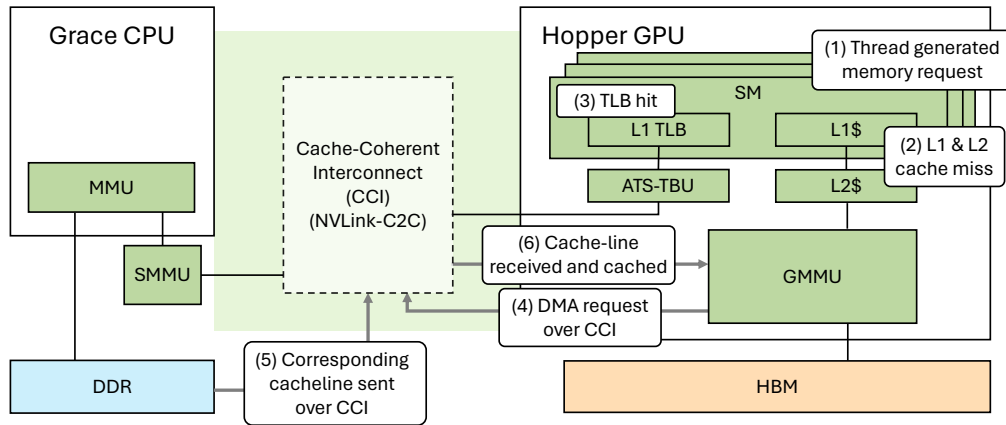 Grace CPU
Hopper GPU
(1) Thread generated
memory request
SM
(3) TLB hit
L1 TLB
L1$
(2) L1 & L2
cache miss
Cache-Coherent
Interconnect
(CCI)
(NVLink-C2C)
MMU
ATS-TBU
L2$
SMMU
(6) Cache-line
received and cached
GMMU
(4) DMA request
over CCI
(5) Corresponding
cacheline sent
over CCI
DDR
HBM